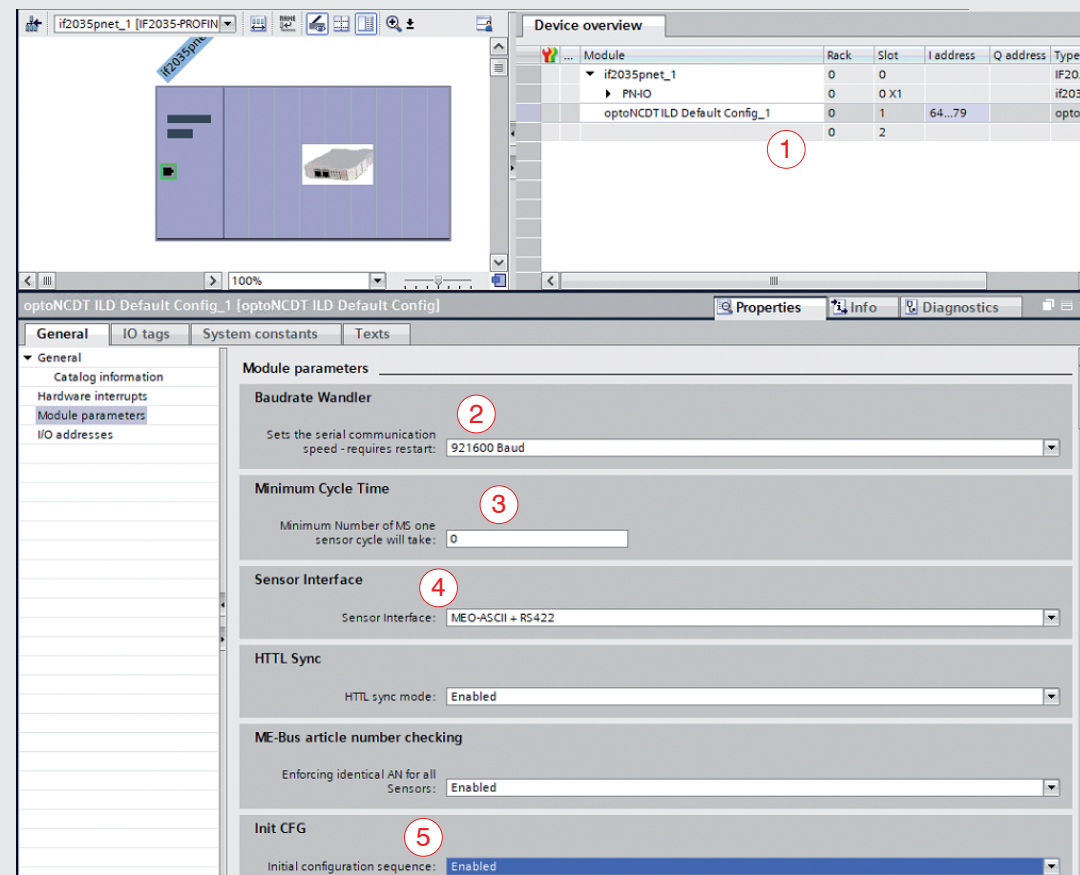 if2035pnet_1 [IF2035-PROFIN
if2035pn
100%
Device overview
... Module Rack Slot I address Q address Type
if2035pnet_1 0 0 IF20
PN-IO 0 0 X1 if203
optoNCDT ILD Default Config_1 0 1 64...79 opto
0 2
1
optoNCDT ILD Default Config_1 [optoNCDT ILD Default Config]
Properties Info Diagnostics
General IO tags System constants Texts
General
Catalog information
Hardware interrupts
Module parameters
I/O addresses
Module parameters
Baudrate Wandler
2
Sets the serial communication
speed - requires restart: 921600 Baud
Minimum Cycle Time
3
Minimum Number of MS one
sensor cycle will take: 0
Sensor Interface
4
Sensor Interface: MEO-ASCII + RS422
HTTL Sync
HTTL sync mode: Enabled
ME-Bus article number checking
Enforcing identical AN for all
Sensors: Enabled
Init CFG
5
Initial configuration sequence: Enabled